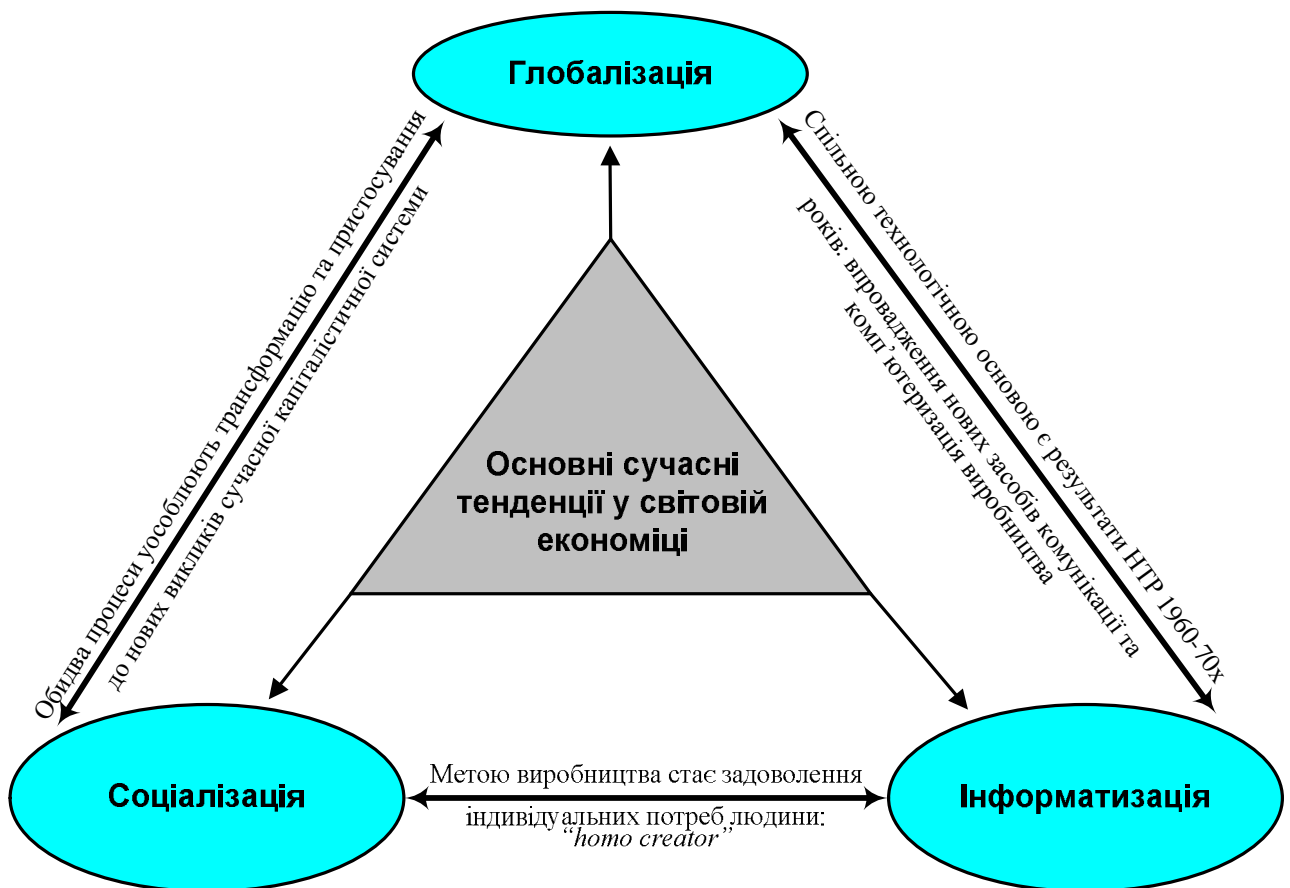 Глобалізація
Обидва процеси уособлюють трансформацію та пристосування
до нових викликів сучасної капіталістичної системи
Спільною технологічною основою є результати НТР 1960-70х
років: впровадження нових засобів комунікації та
комп’ютеризація виробництва
Основні сучасні
тенденції у світовій
економіці
Соціалізація
Метою виробництва стає задоволення
індивідуальних потреб людини:
“homo creator”
Інформатизація